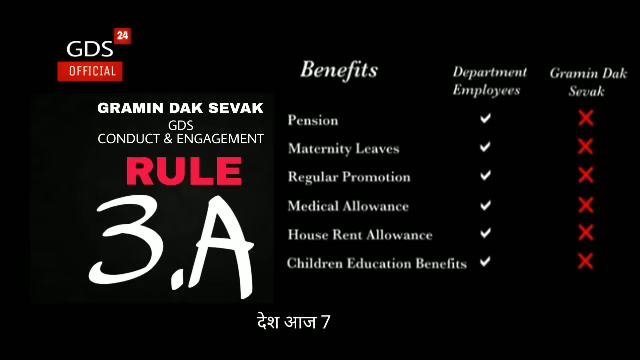 GDS 24
OFFICIAL
GRAMIN DAK SEVAK
GDS
CONDUCT & ENGAGEMENT
RULE
3.A
Benefits
Department Employees
Gramin Dak Sevak
Pension ✔ ❌
Maternity Leaves ✔ ❌
Regular Promotion ✔ ❌
Medical Allowance ✔ ❌
House Rent Allowance ✔ ❌
Children Education Benefits ✔ ❌
देश आज 7